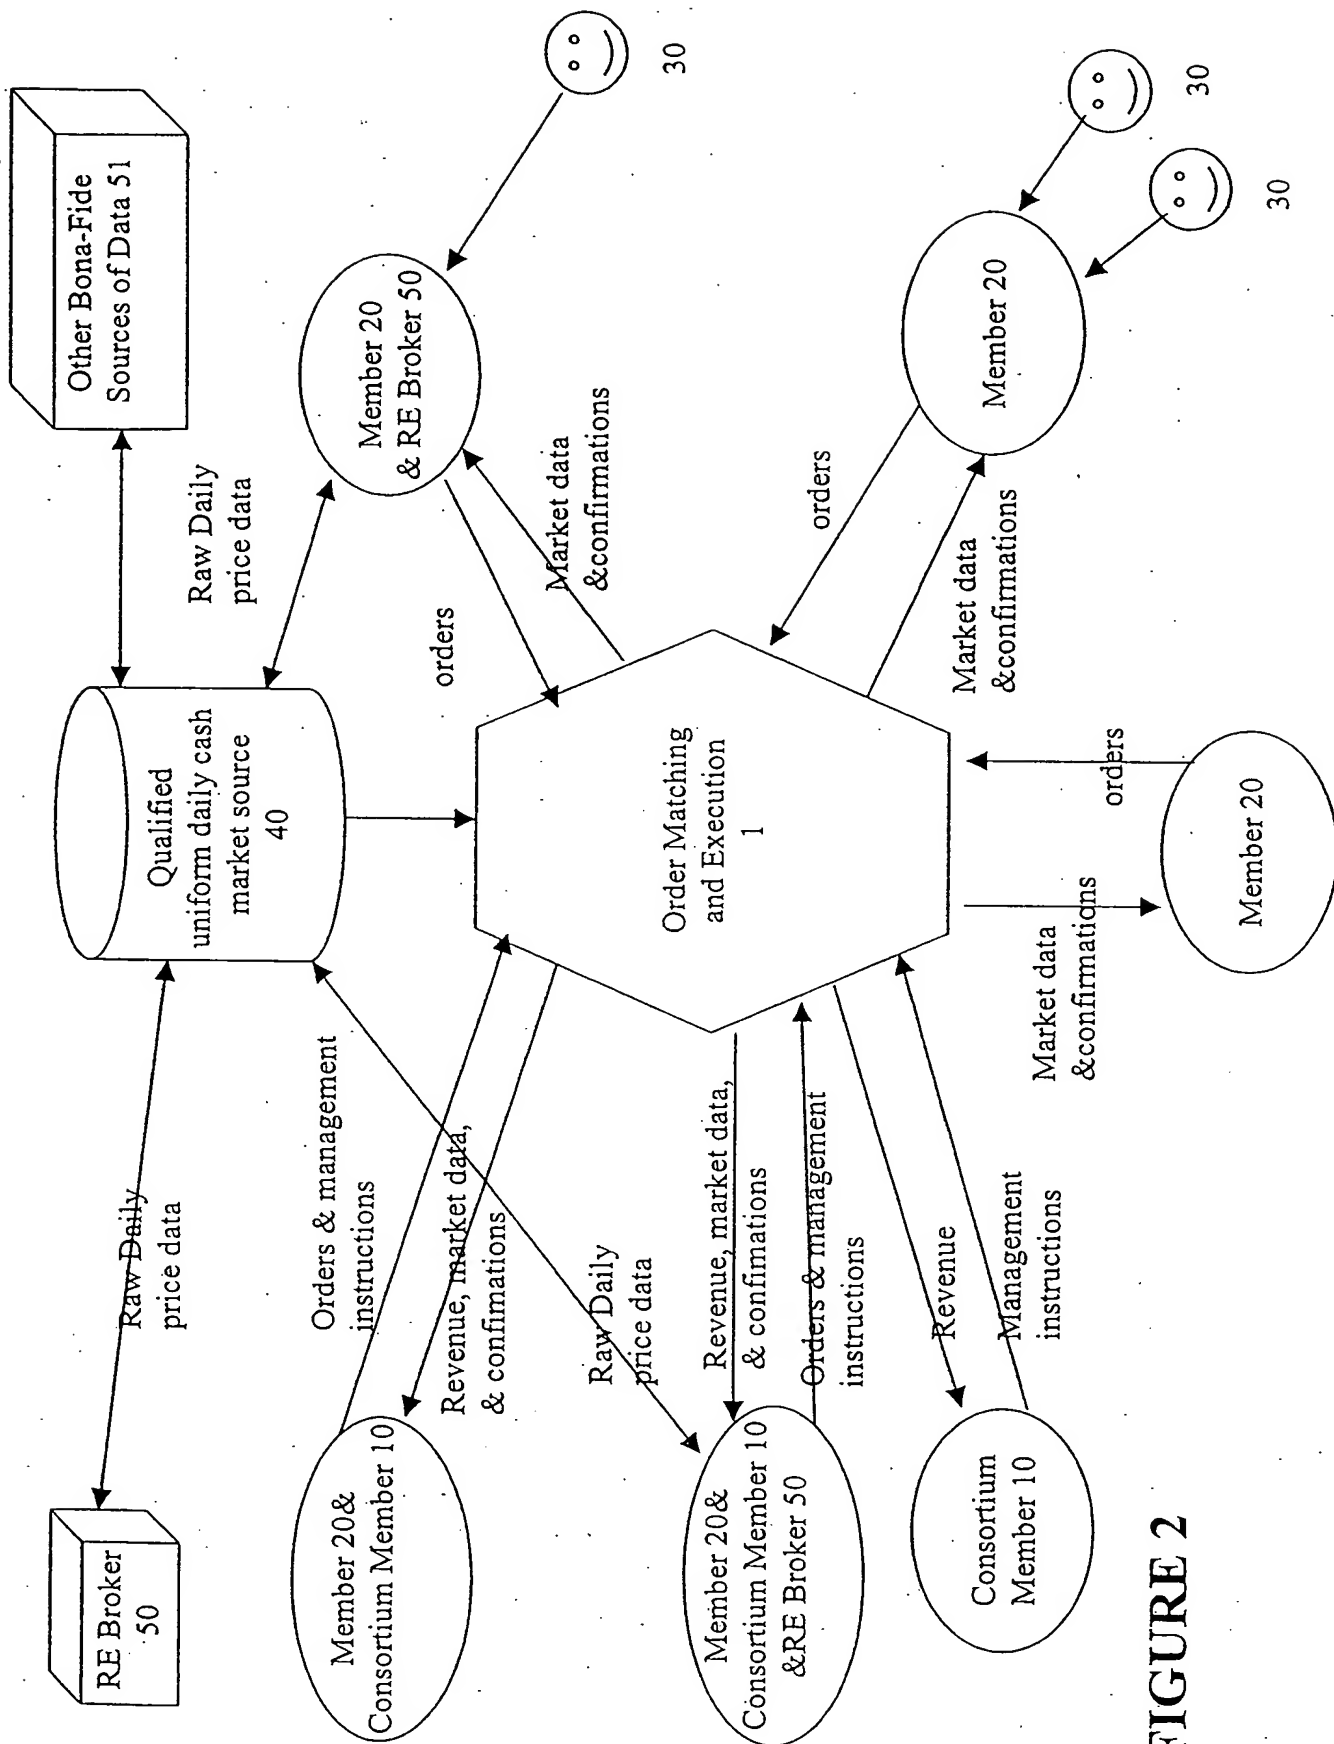 RE Broker
50
Raw Daily
price data
Qualified
uniform daily cash
market source
40
Other Bona-Fide
Sources of Data 51
Raw Daily
price data
Member 20&
Consortium Member 10
Orders & management
instructions
Revenue, market data,
& confimations
orders
Member 20
& RE Broker 50
Market data
&confirmations
30
Raw Daily
price data
Order Matching
and Execution
1
Member 20&
Consortium Member 10
&RE Broker 50
Revenue, market data,
& confimations
Orders & management
instructions
orders
Member 20
Market data
&confirmations
30
30
Consortium
Member 10
Revenue
Management
instructions
Market data
&confirmations
orders
Member 20
FIGURE 2